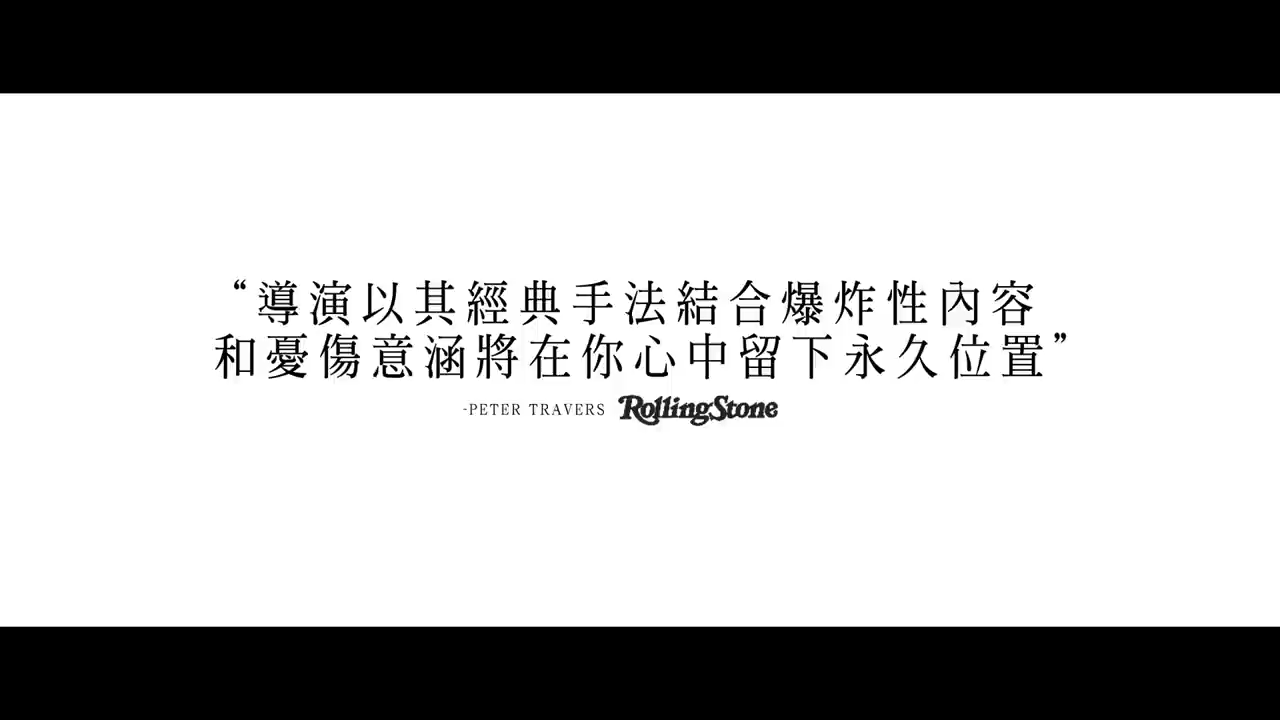 “導演以其經典手法結合爆炸性內容
和憂傷意涵將在你心中留下永久位置”
-PETER TRAVERS RollingStone